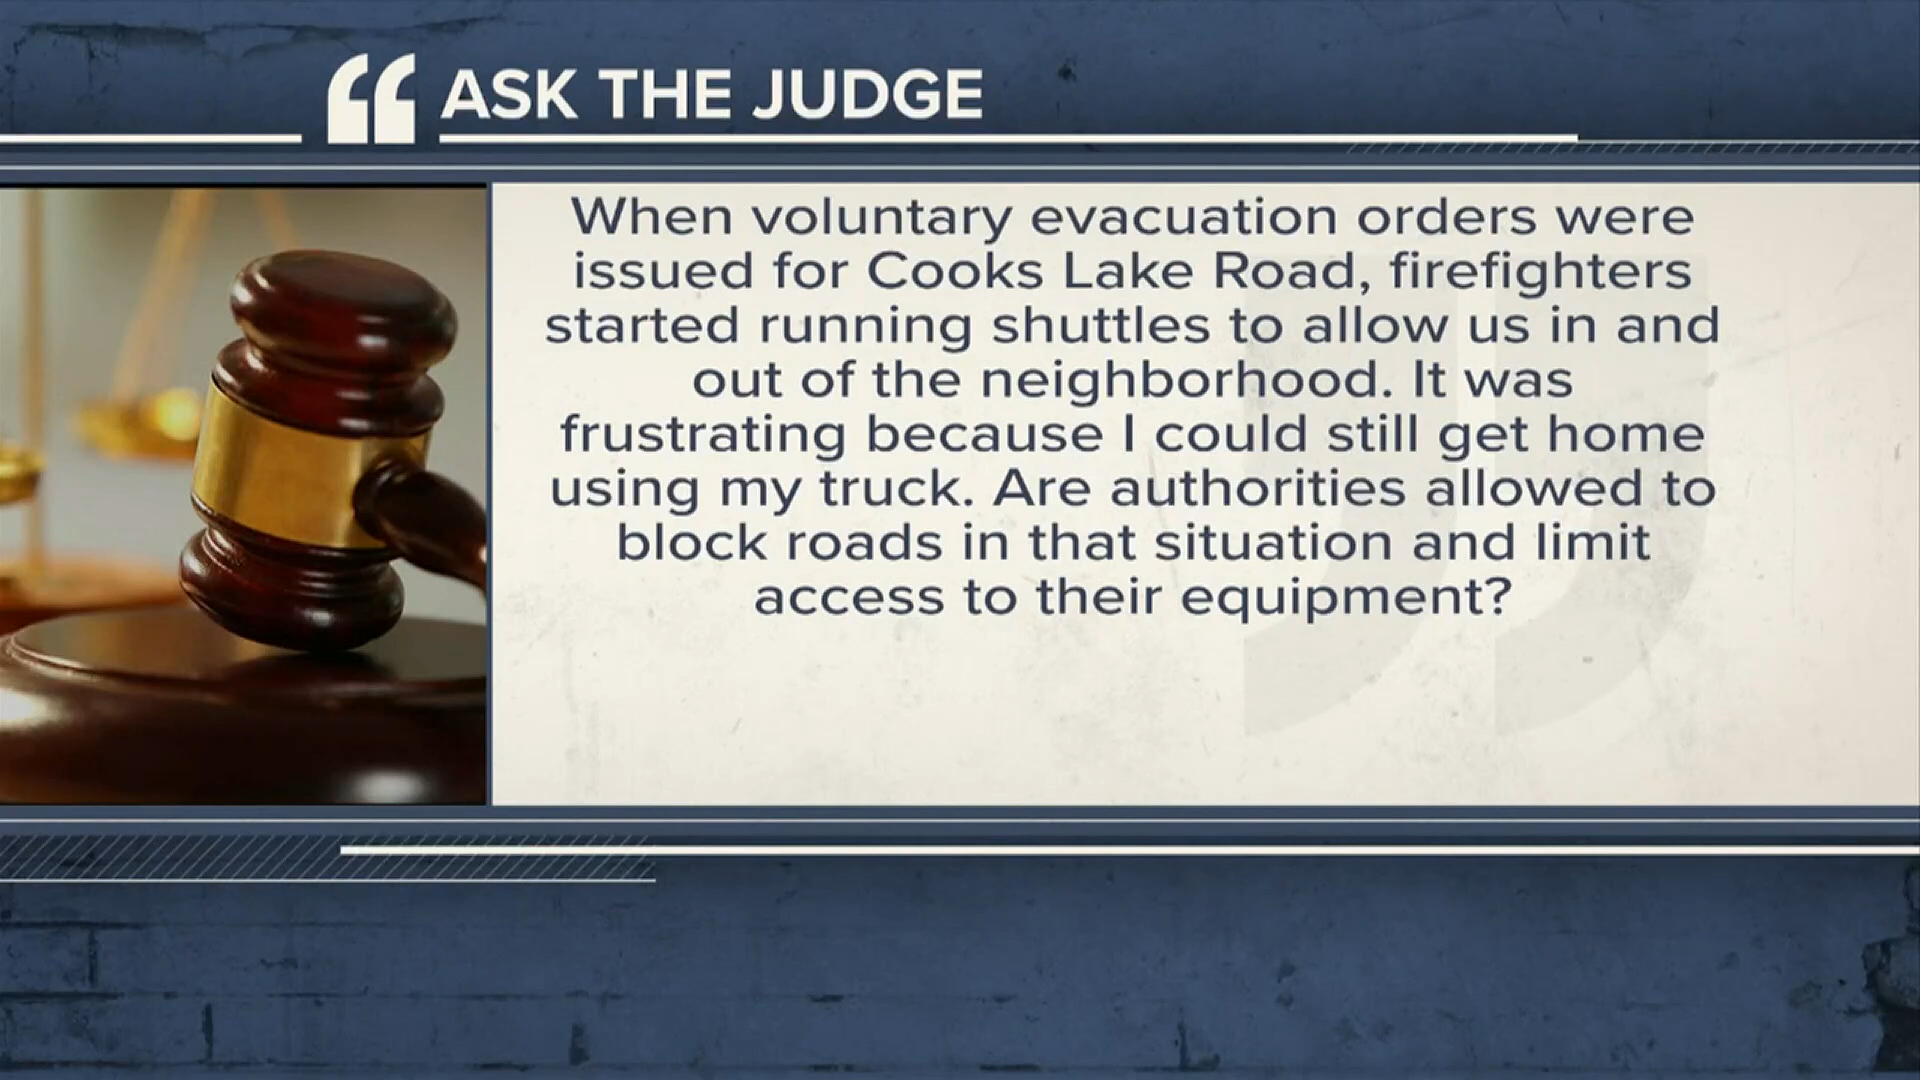 “ ASK THE JUDGE
When voluntary evacuation orders were
issued for Cooks Lake Road, firefighters
started running shuttles to allow us in and
out of the neighborhood. It was
frustrating because I could still get home
using my truck. Are authorities allowed to
block roads in that situation and limit
access to their equipment?